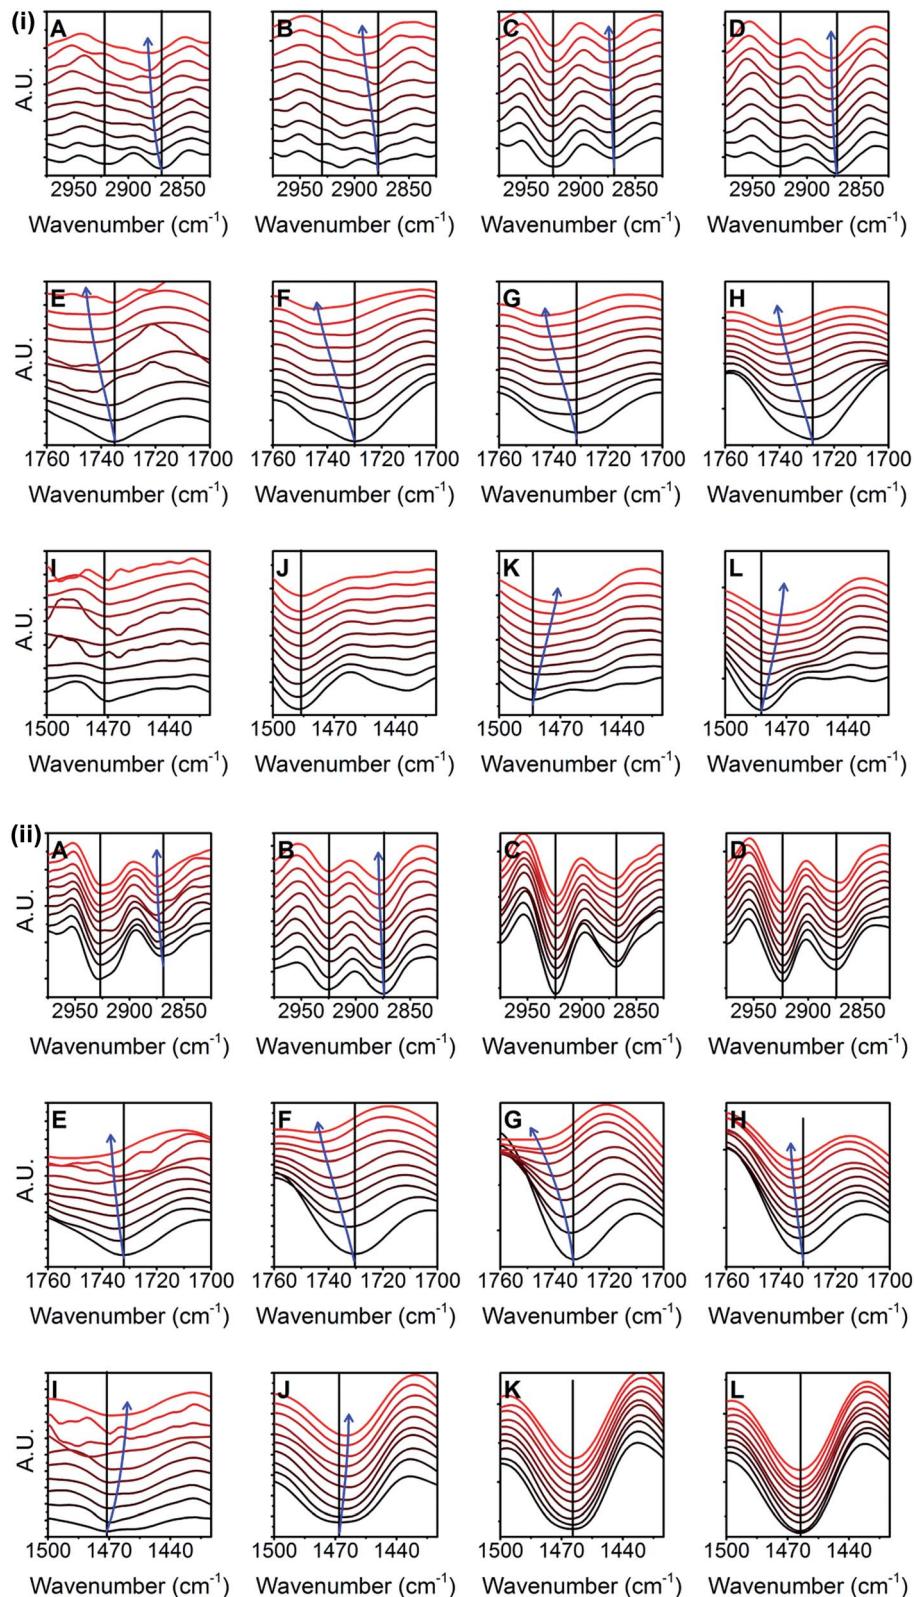 (i) A B C D
A.U.
2950 2900 2850 2950 2900 2850 2950 2900 2850 2950 2900 2850
Wavenumber (cm-1) Wavenumber (cm-1) Wavenumber (cm-1) Wavenumber (cm-1)
E F G H
A.U.
1760 1740 1720 1700 1760 1740 1720 1700 1760 1740 1720 1700 1760 1740 1720 1700
Wavenumber (cm-1) Wavenumber (cm-1) Wavenumber (cm-1) Wavenumber (cm-1)
I J K L
A.U.
1500 1470 1440 1500 1470 1440 1500 1470 1440 1500 1470 1440
Wavenumber (cm-1) Wavenumber (cm-1) Wavenumber (cm-1) Wavenumber (cm-1)
(ii) A B C D
A.U.
2950 2900 2850 2950 2900 2850 2950 2900 2850 2950 2900 2850
Wavenumber (cm-1) Wavenumber (cm-1) Wavenumber (cm-1) Wavenumber (cm-1)
E F G H
A.U.
1760 1740 1720 1700 1760 1740 1720 1700 1760 1740 1720 1700 1760 1740 1720 1700
Wavenumber (cm-1) Wavenumber (cm-1) Wavenumber (cm-1) Wavenumber (cm-1)
I J K L
A.U.
1500 1470 1440 1500 1470 1440 1500 1470 1440 1500 1470 1440
Wavenumber (cm-1) Wavenumber (cm-1) Wavenumber (cm-1) Wavenumber (cm-1)